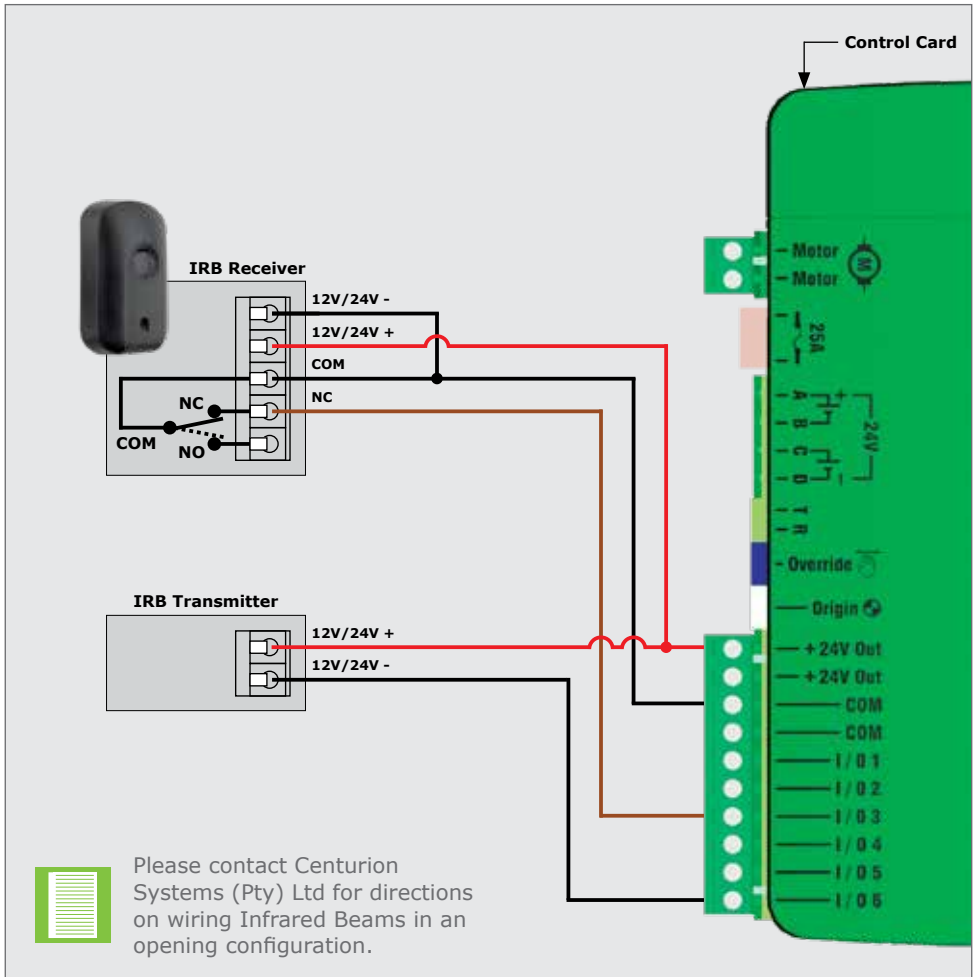 Control Card
IRB Receiver
12V/24V -
12V/24V +
COM
NC
NC
COM
NO
IRB Transmitter
12V/24V +
12V/24V -
Motor
M
Motor
25A
A +
B
C
D -
24V
T
R
Override
Origin
+ 24V Out
+ 24V Out
COM
COM
I / O 1
I / O 2
I / O 3
I / O 4
I / O 5
I / O 6
Please contact Centurion
Systems (Pty) Ltd for directions
on wiring Infrared Beams in an
opening configuration.